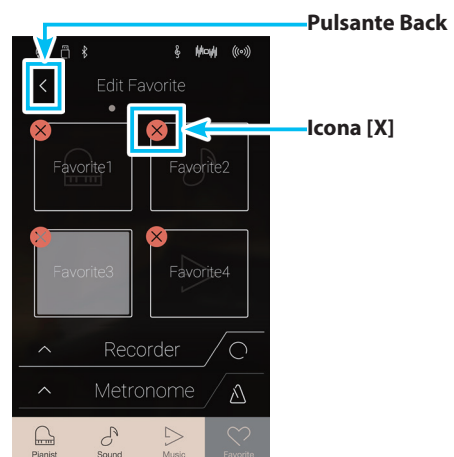 Pulsante Back
Edit Favorite
Icona [X]
Favorite1
Favorite2
Favorite3
Favorite4
Recorder
Metronome
Pianist
Sound
Music
Favorite